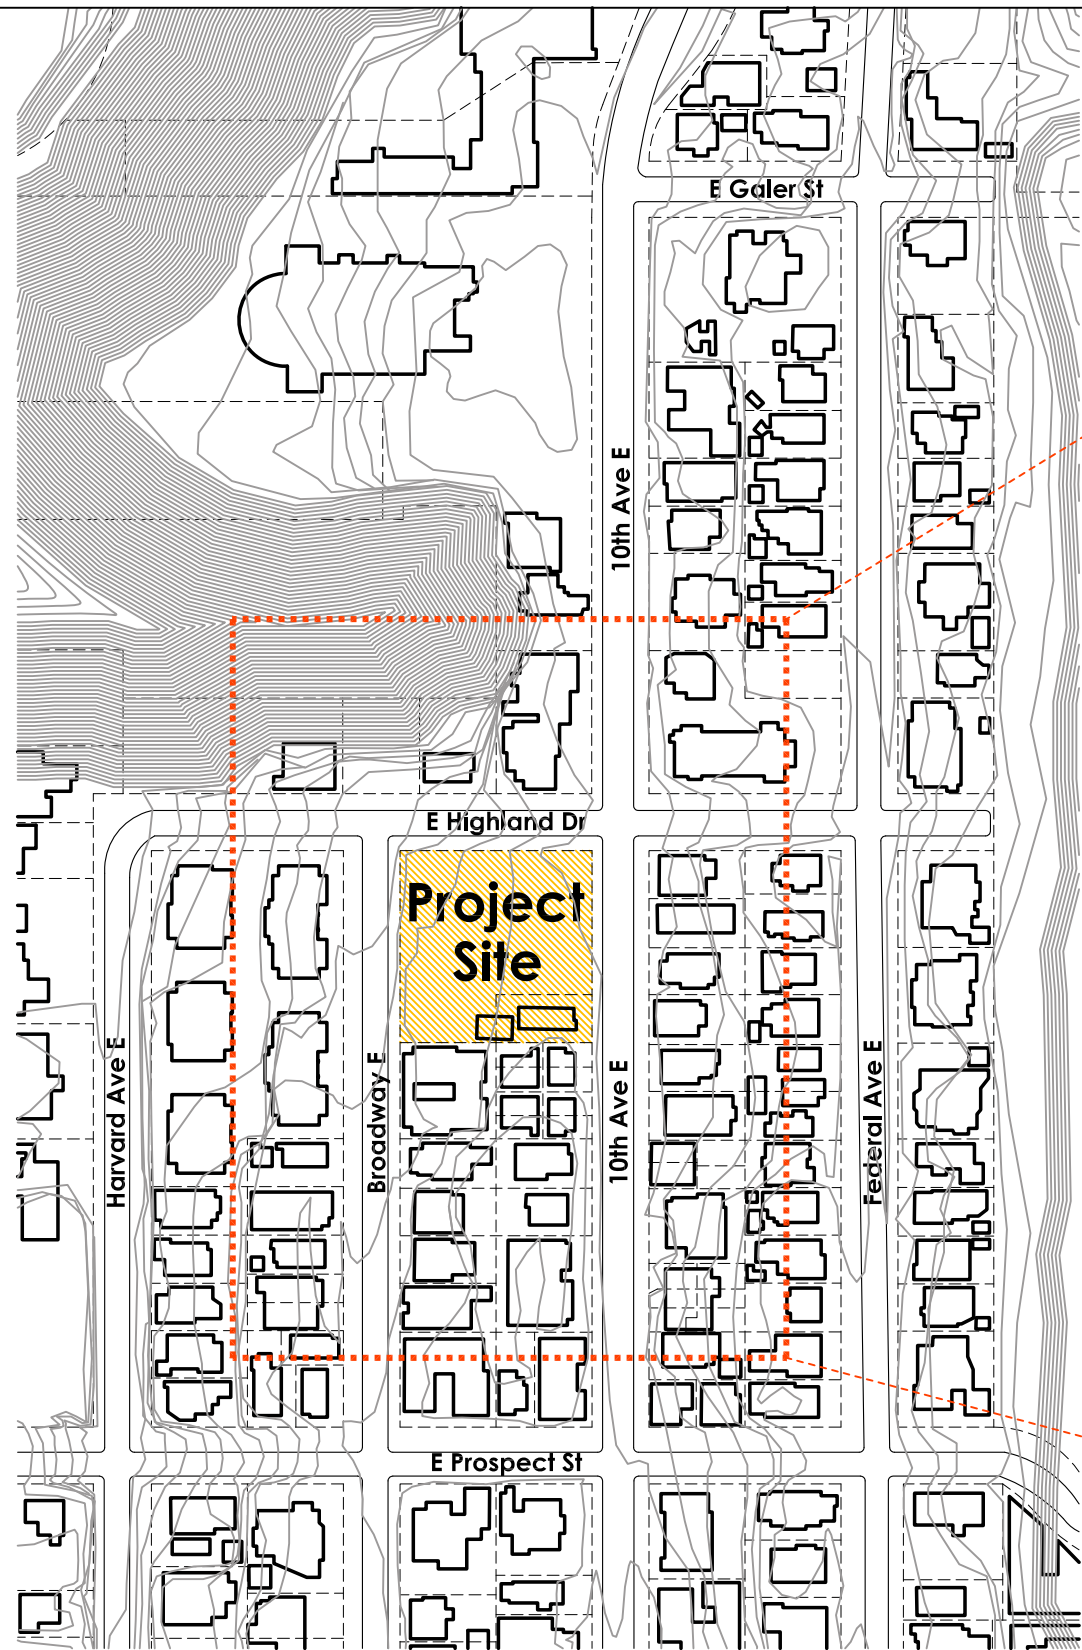 E Galer St
10th Ave E
E Highland Dr
Project
Site
Harvard Ave E
Broadway E
10th Ave E
Federal Ave E
E Prospect St